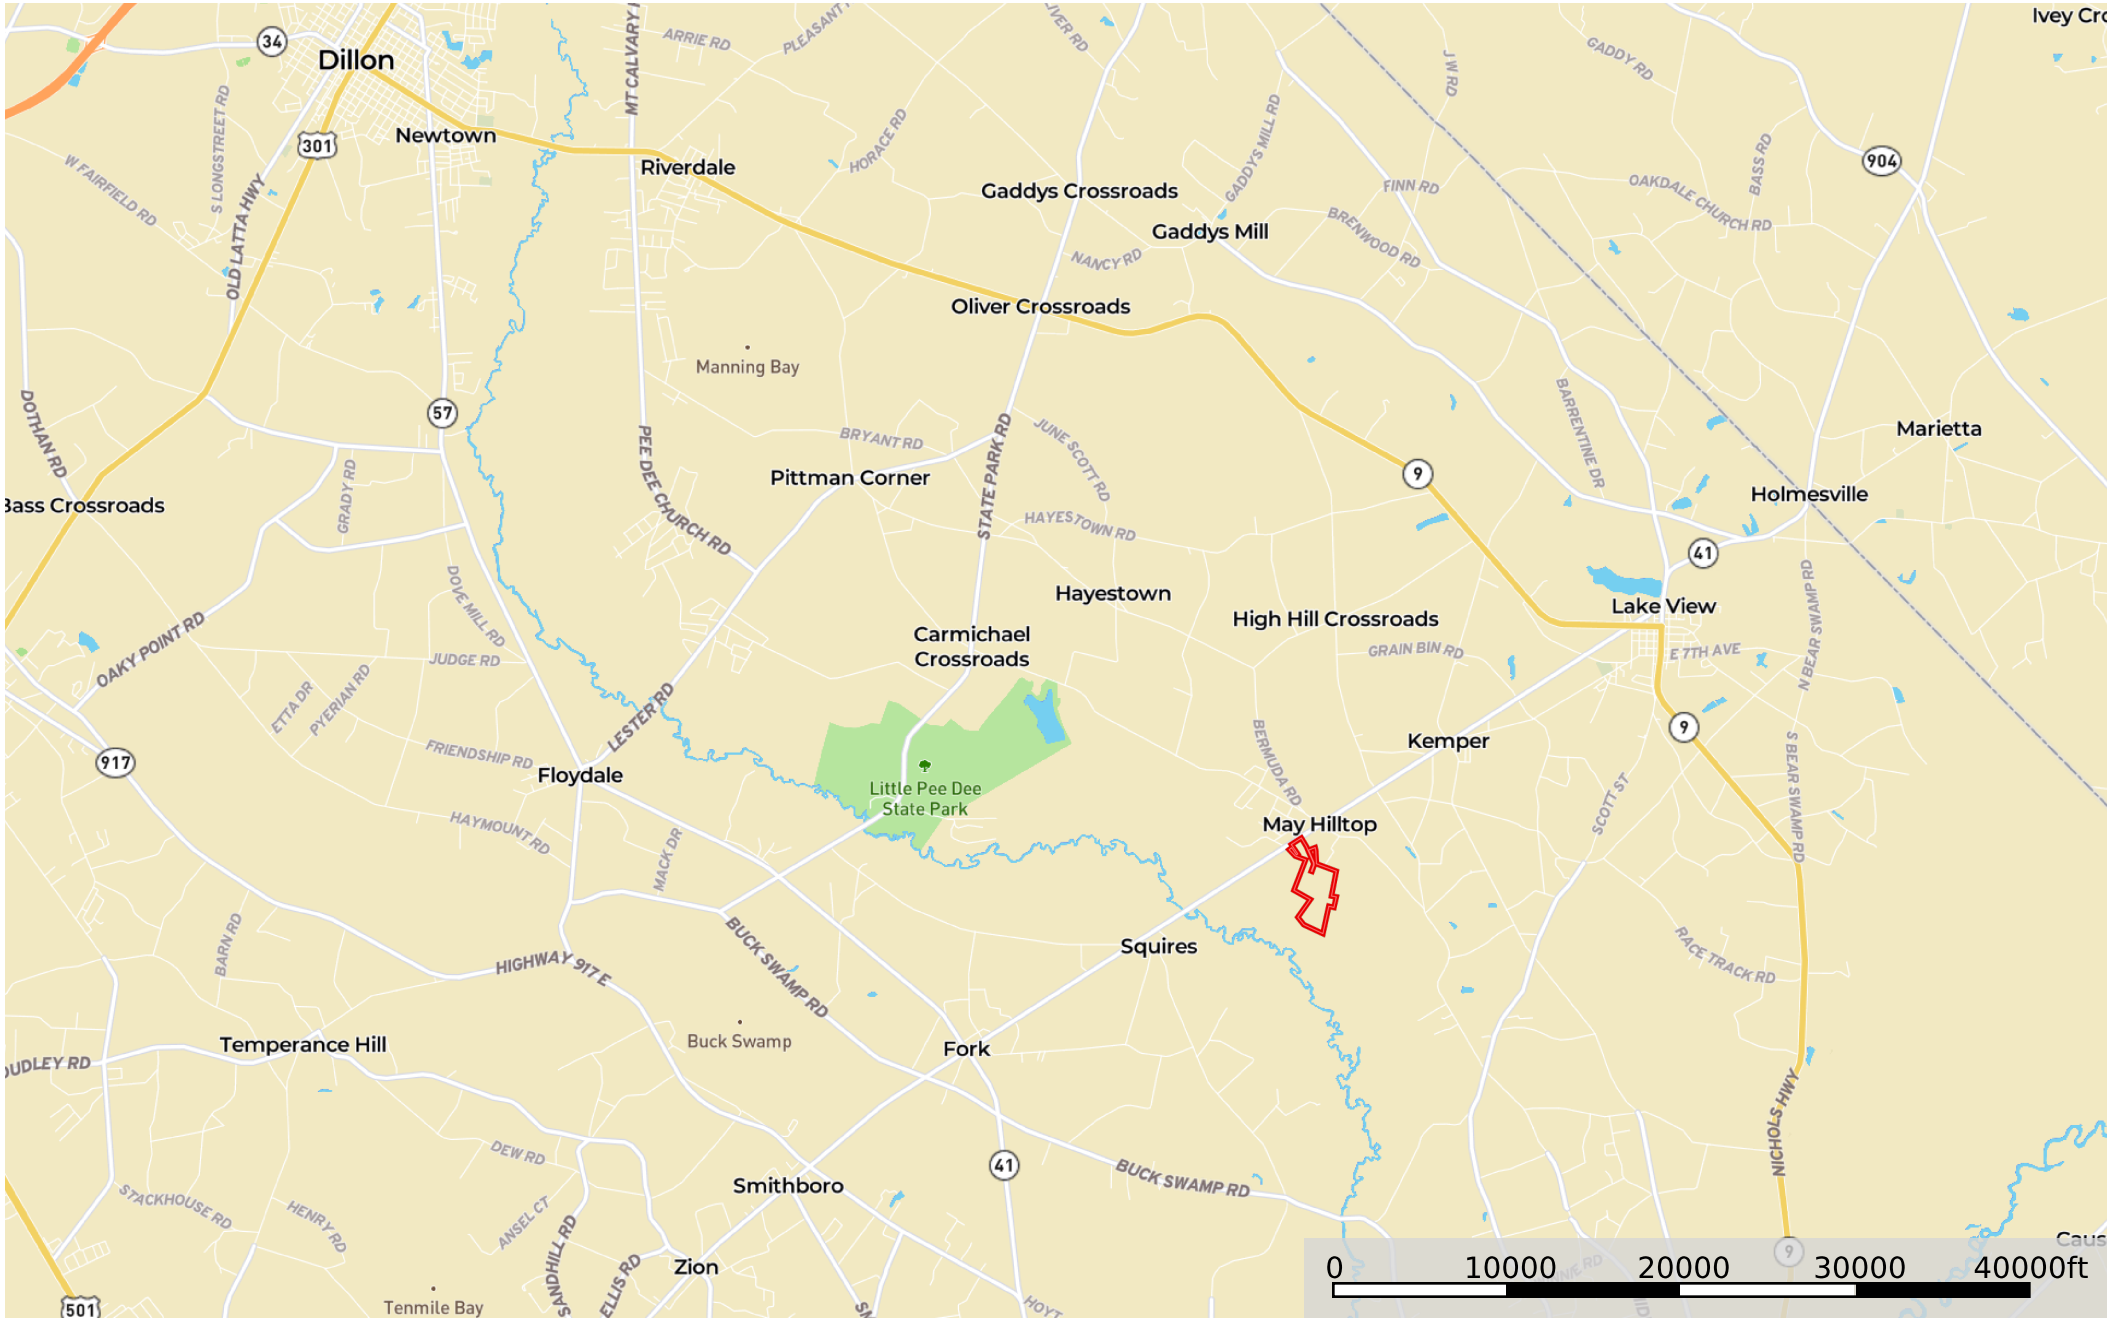 Ivey Cro
ARRIE RD
PLEASANT
IVER RD
GADDY RD
34
Dillon
MT CALVARY
J W RD
S LONGSTREET RD
301
Newtown
HORACE RD
GADDYS MILL RD
BASS RD
904
W FAIRFIELD RD
Riverdale
Gaddys Crossroads
FINN RD
OAKDALE CHURCH RD
OLD LATTA HWY
Gaddys Mill
BRENWOOD RD
NANCY RD
Oliver Crossroads
Manning Bay
57
DOTHAN RD
BRYANT RD
JUNE SCOTT RD
BARRENTINE DR
Marietta
PEE DEE CHURCH RD
Pittman Corner
STATE PARK RD
9
Holmesville
Bass Crossroads
GRADY RD
HAYESTOWN RD
41
DOVE MILL RD
Hayestown
High Hill Crossroads
Lake View
N BEAR SWAMP RD
OAKY POINT RD
JUDGE RD
Carmichael
Crossroads
GRAIN BIN RD
E 7TH AVE
ETTA DR
PYERIAN RD
LESTER RD
9
FRIENDSHIP RD
BERMUDA RD
Kemper
S BEAR SWAMP RD
917
Floydale
Little Pee Dee
State Park
SCOTT ST
HAYMOUNT RD
MACK DR
May Hilltop
BARN RD
BUCK SWAMP RD
Squires
RACE TRACK RD
HIGHWAY 917 E
Temperance Hill
Buck Swamp
Fork
DUDLEY RD
NICHOLS HWY
DEW RD
41
BUCK SWAMP RD
Smithboro
STACKHOUSE RD
HENRY RD
ANSEL CT
SANDHILL RD
ELLIS RD
Zion
9
Caus
501
Tenmile Bay
SM
HOYT
0 10000 20000 30000 40000ft